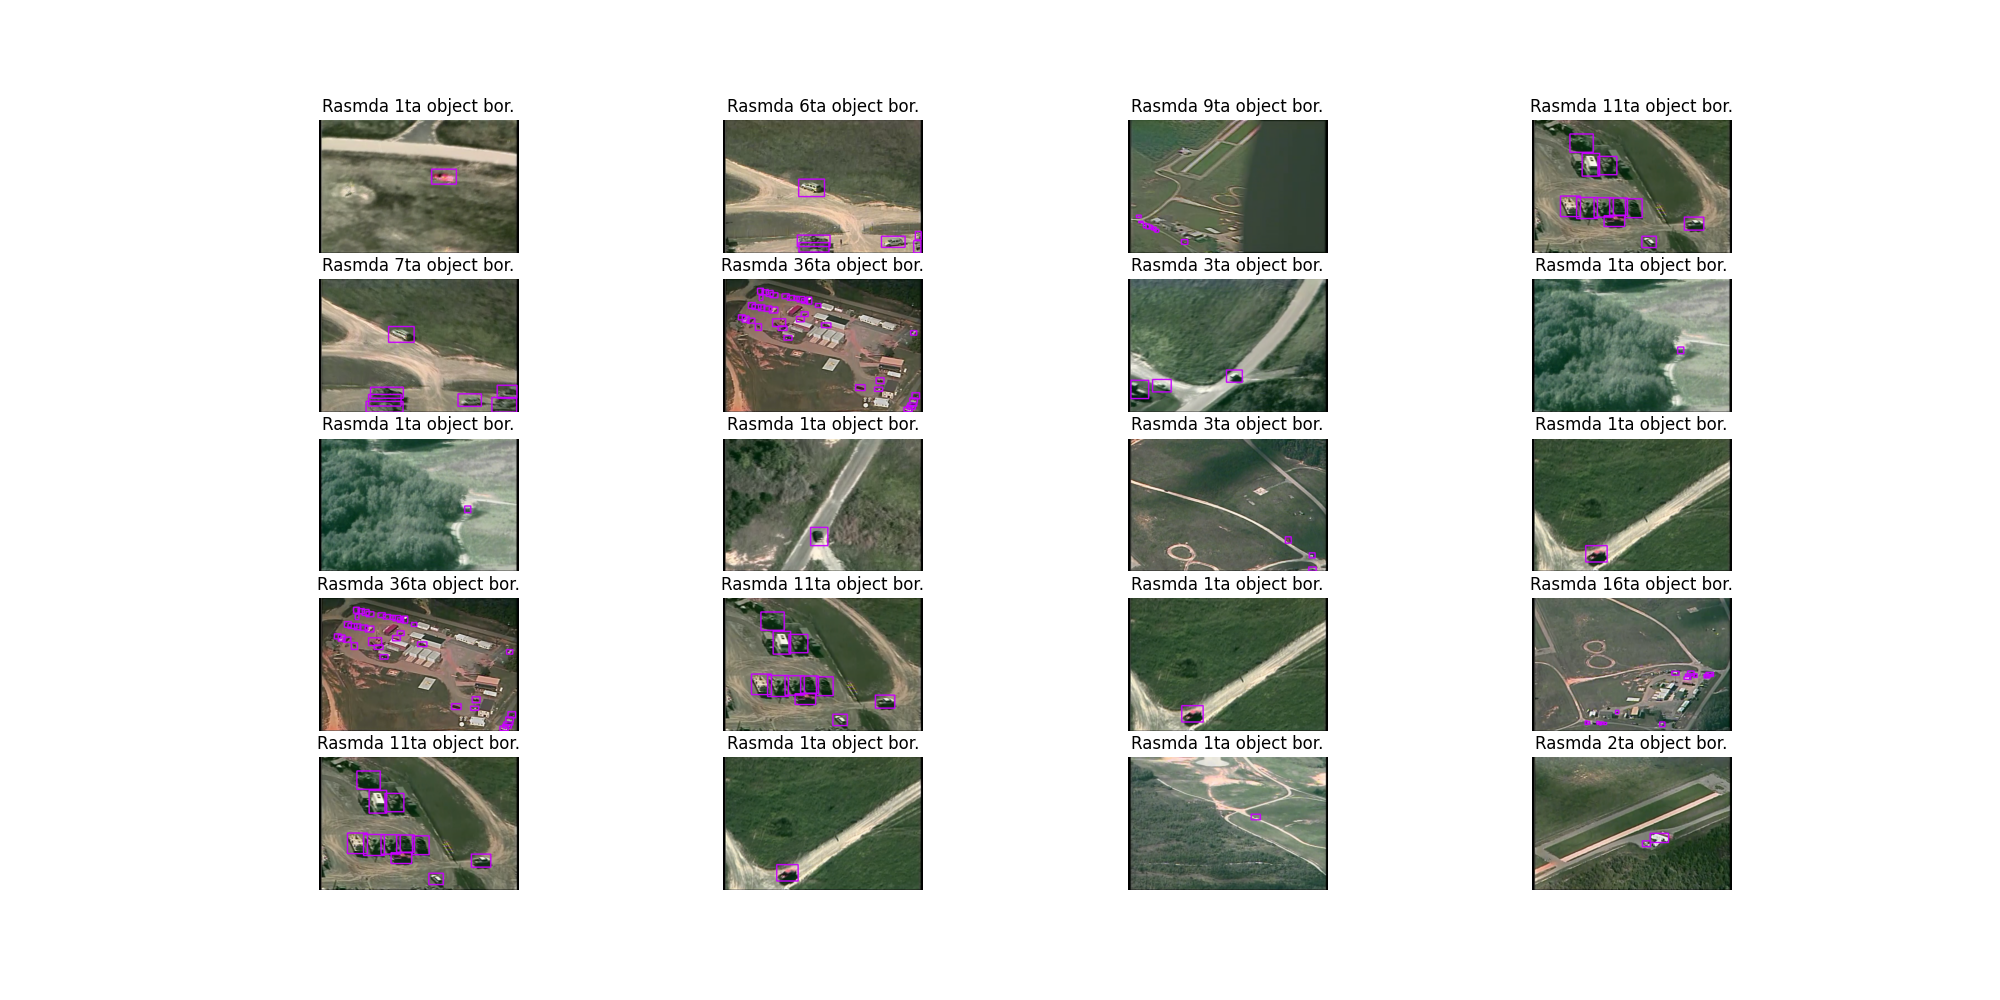 Rasmda 1ta object bor.
Rasmda 6ta object bor.
Rasmda 9ta object bor.
Rasmda 11ta object bor.
Rasmda 7ta object bor.
Rasmda 36ta object bor.
Rasmda 3ta object bor.
Rasmda 1ta object bor.
Rasmda 1ta object bor.
Rasmda 1ta object bor.
Rasmda 3ta object bor.
Rasmda 1ta object bor.
Rasmda 36ta object bor.
Rasmda 11ta object bor.
Rasmda 1ta object bor.
Rasmda 16ta object bor.
Rasmda 11ta object bor.
Rasmda 1ta object bor.
Rasmda 1ta object bor.
Rasmda 2ta object bor.